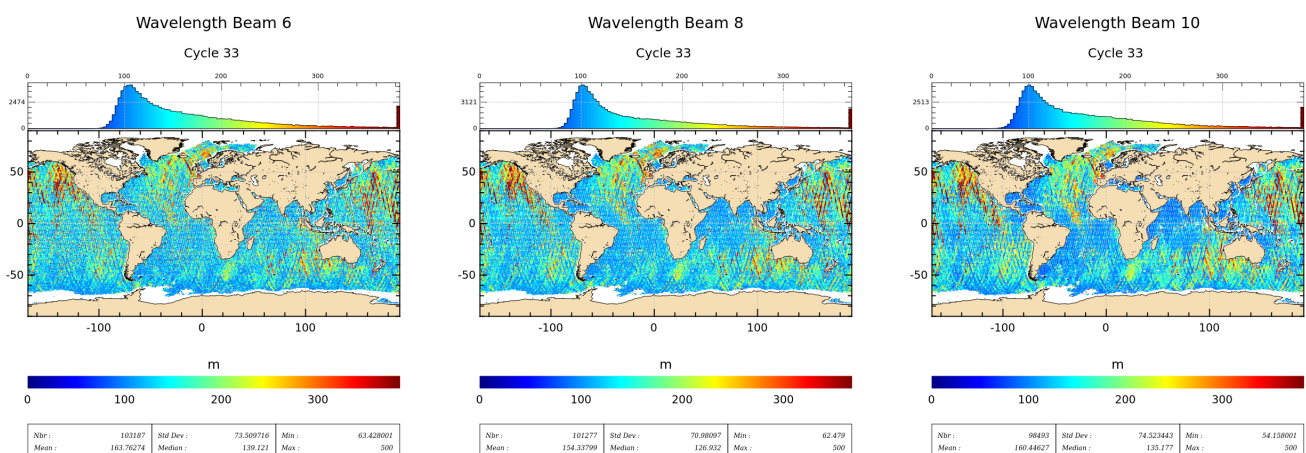 Wavelength Beam 6
Cycle 33
0 100 200 300
2474
0
50
0
-50
-100 0 100
m
0 100 200 300
Nbr : 103187 Std Dev : 73.509716 Min : 63.428001
Mean : 163.76274 Median : 139.121 Max : 500
Wavelength Beam 8
Cycle 33
0 100 200 300
3121
0
50
0
-50
-100 0 100
m
0 100 200 300
Nbr : 101277 Std Dev : 70.98097 Min : 62.479
Mean : 154.33799 Median : 126.932 Max : 500
Wavelength Beam 10
Cycle 33
0 100 200 300
2513
0
50
0
-50
-100 0 100
m
0 100 200 300
Nbr : 98493 Std Dev : 74.523443 Min : 54.158001
Mean : 160.44627 Median : 135.177 Max : 500